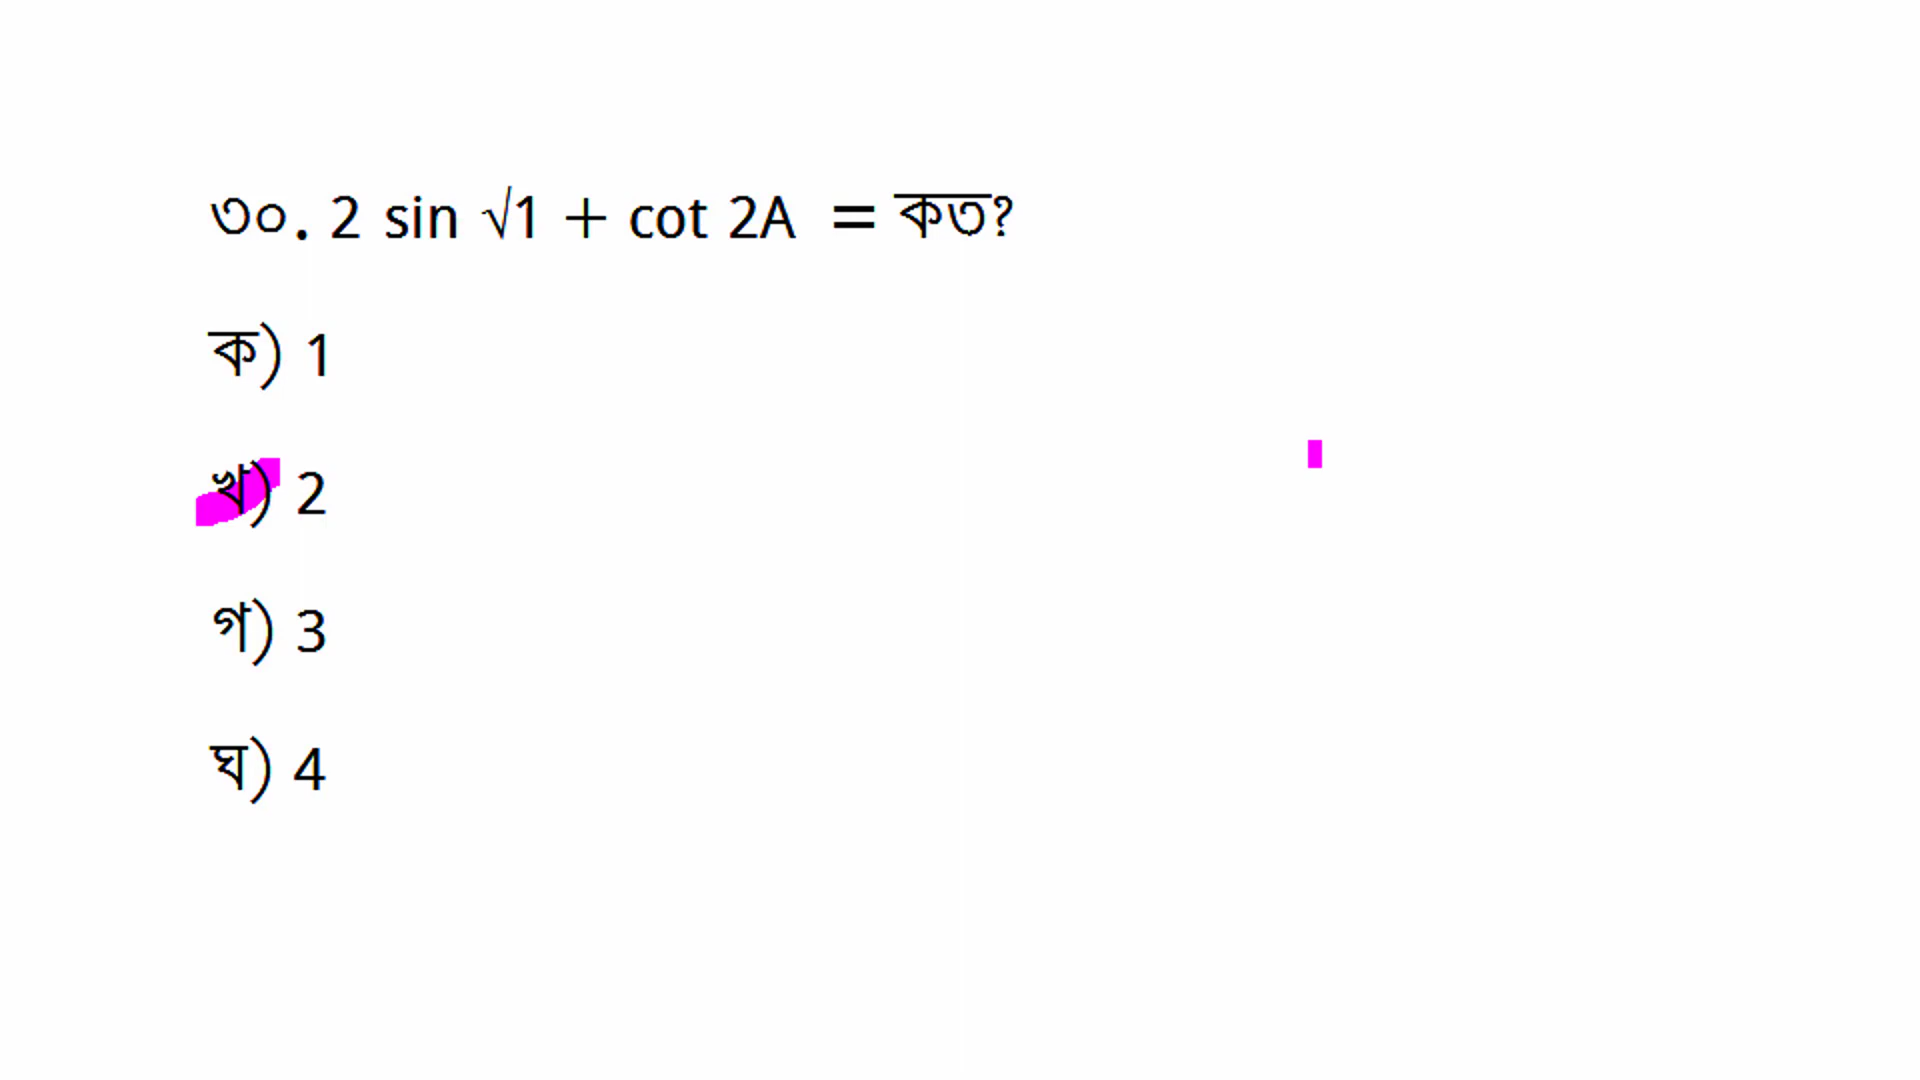 ৩০. 2 sin √1 + cot 2A = কত?
ক) 1
খ) 2
গ) 3
ঘ) 4